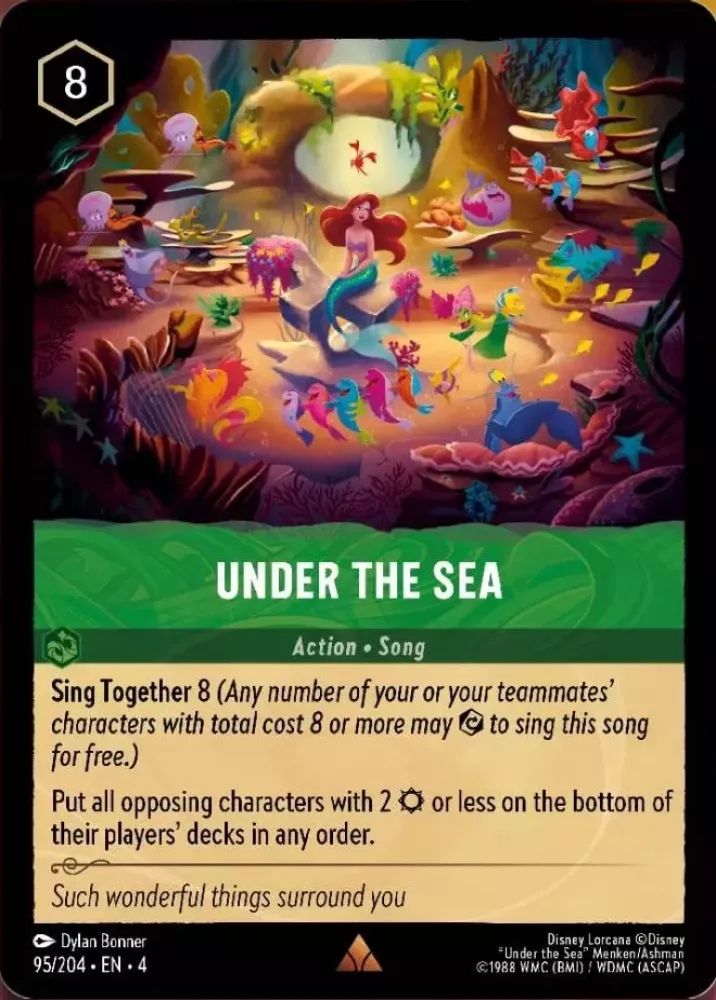 8
UNDER THE SEA
Action • Song
Sing Together 8 (Any number of your or your teammates'
characters with total cost 8 or more may to sing this song
for free.)
Put all opposing characters with 2 or less on the bottom of
their players' decks in any order.
Such wonderful things surround you
Dylan Bonner
95/204 • EN • 4
Disney Lorcana ©Disney
"Under the Sea" Menken/Ashman
©1988 WMC (BMI) / WDMC (ASCAP)